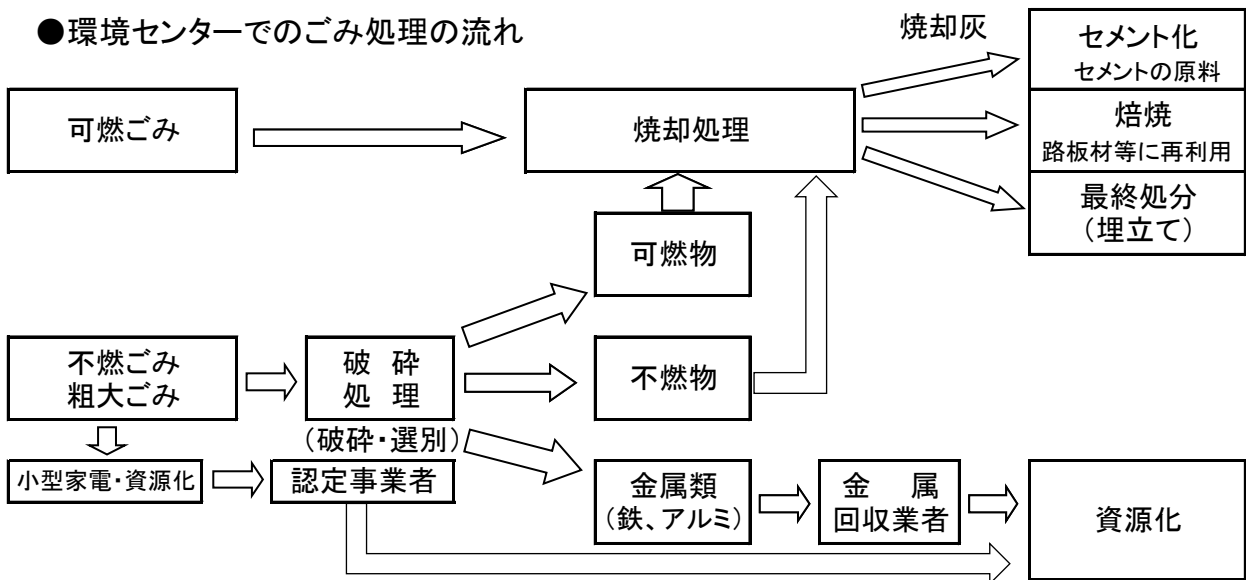 ●環境センターでのごみ処理の流れ
焼却灰
セメント化
セメントの原料
可燃ごみ
焼却処理
焙焼
路板材等に再利用
最終処分
（埋立て）
可燃物
不燃ごみ
粗大ごみ
破　砕
処　理
（破砕・選別）
不燃物
小型家電・資源化
認定事業者
金属類
（鉄、アルミ）
金　　属
回収業者
資源化